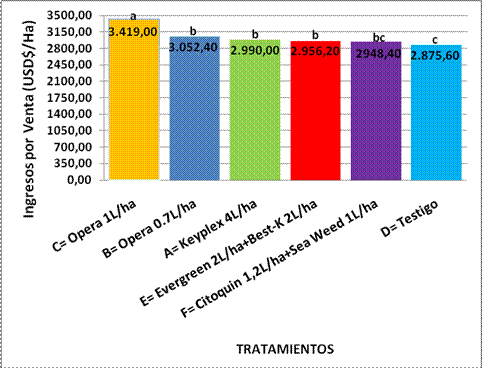 Ingresos por Venta (USD$/Ha)
3500,00
3150,00
2800,00
2450,00
2100,00
1750,00
1400,00
1050,00
700,00
350,00
0,00
a
3.419,00
b
3.052,40
b
2.990,00
b
2.956,20
bc
2948,40
c
2.875,60
C= Opera 1L/ha
B= Opera 0.7L/ha
A= Keyplex 4L/ha
E= Evergreen 2L/ha+Best-K 2L/ha
F= Citoquin 1,2L/ha+Sea Weed 1L/ha
D= Testigo
TRATAMIENTOS